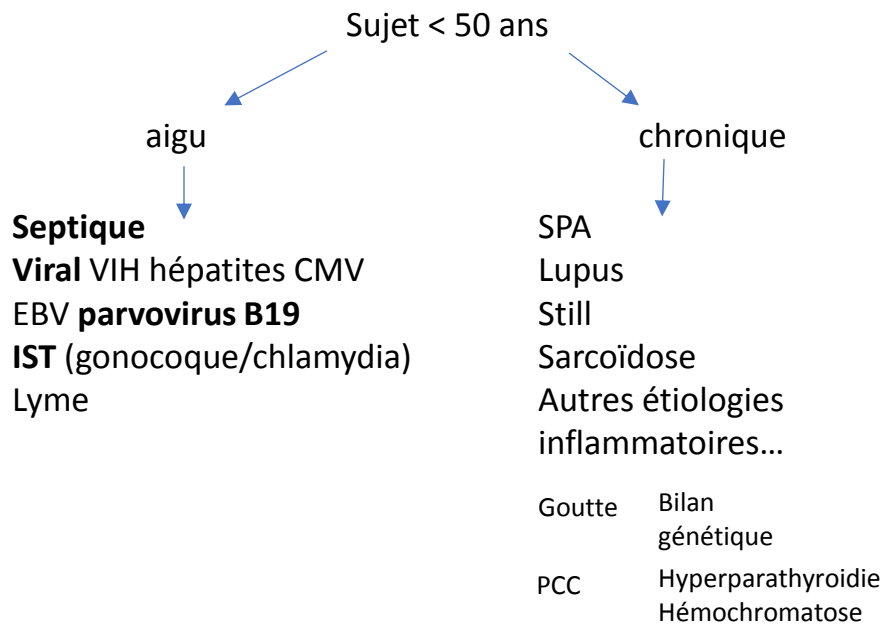 Sujet < 50 ans
aigu
chronique
Septique
Viral VIH hépatites CMV
EBV parvovirus B19
IST (gonocoque/chlamydia)
Lyme
SPA
Lupus
Still
Sarcoïdose
Autres étiologies
inflammatoires…
Goutte
Bilan
génétique
PCC
Hyperparathyroidie
Hémochromatose